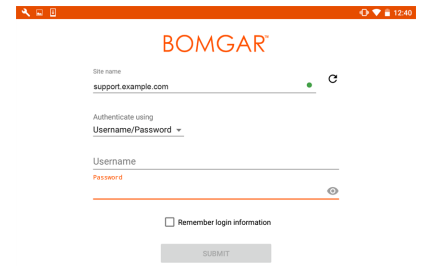 12:40
BOMGAR™
Site name
support.example.com
Authenticate using
Username/Password
Username
Password
Remember login information
SUBMIT